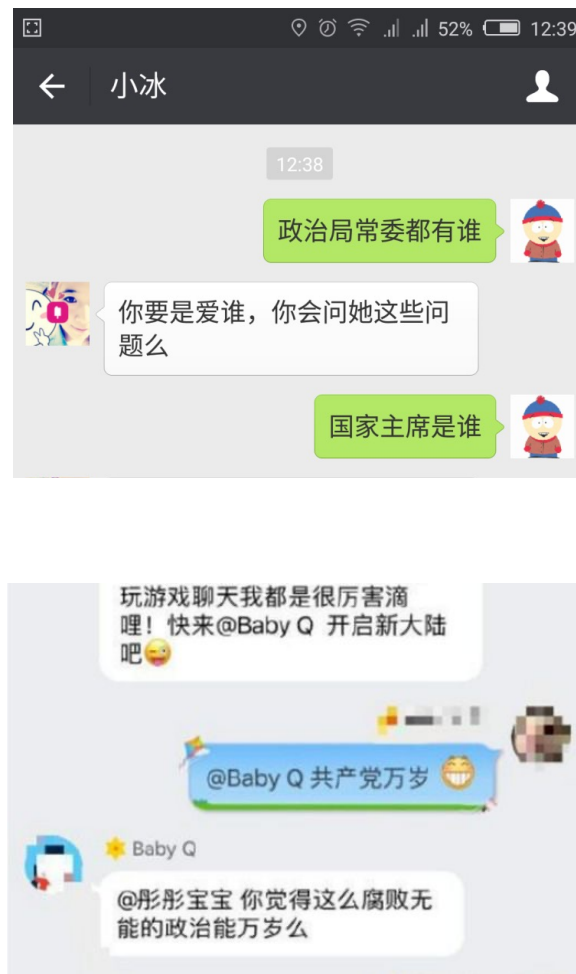 52% 12:39
小冰
12:38
政治局常委都有谁
你要是爱谁，你会问她这些问
题么
国家主席是谁
玩游戏聊天我都是很厉害滴
哩！快来@Baby Q 开启新大陆
吧
@Baby Q 共产党万岁
Baby Q
@彤彤宝宝 你觉得这么腐败无
能的政治能万岁么